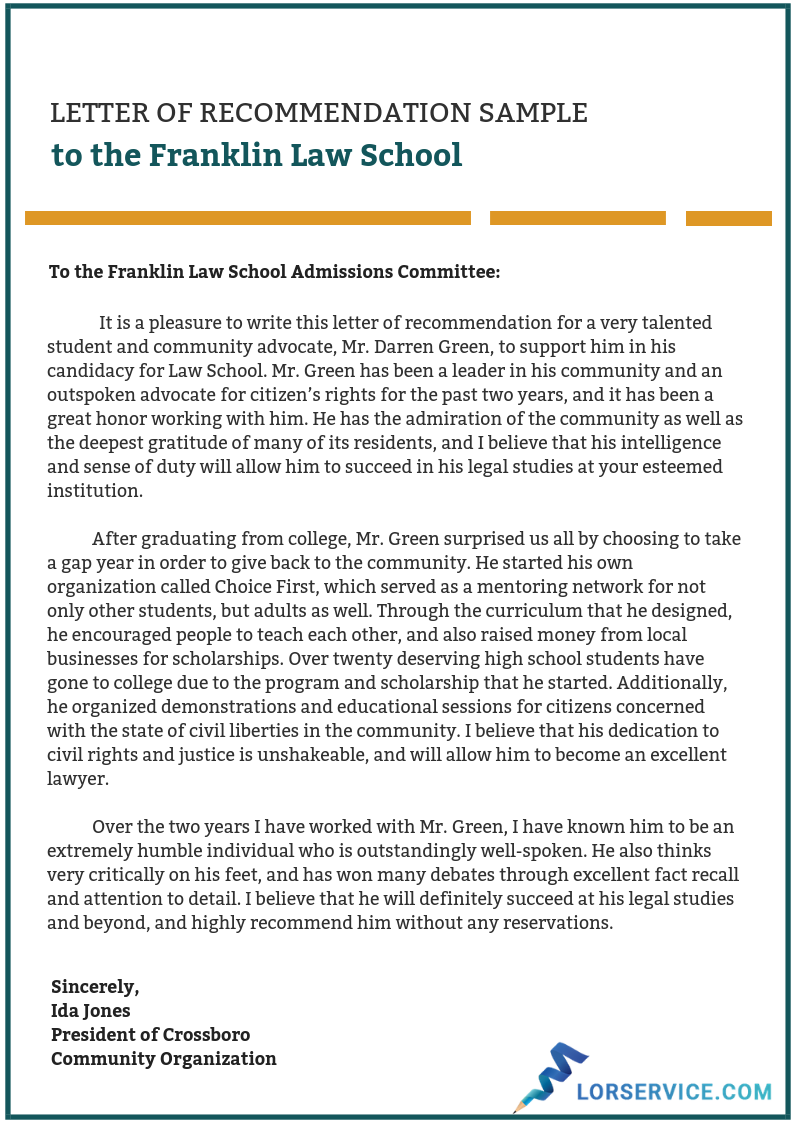 LETTER OF RECOMMENDATION SAMPLE
to the Franklin Law School
To the Franklin Law School Admissions Committee:
It is a pleasure to write this letter of recommendation for a very talented
student and community advocate, Mr. Darren Green, to support him in his
candidacy for Law School. Mr. Green has been a leader in his community and an
outspoken advocate for citizen’s rights for the past two years, and it has been a
great honor working with him. He has the admiration of the community as well as
the deepest gratitude of many of its residents, and I believe that his intelligence
and sense of duty will allow him to succeed in his legal studies at your esteemed
institution.
After graduating from college, Mr. Green surprised us all by choosing to take
a gap year in order to give back to the community. He started his own
organization called Choice First, which served as a mentoring network for not
only other students, but adults as well. Through the curriculum that he designed,
he encouraged people to teach each other, and also raised money from local
businesses for scholarships. Over twenty deserving high school students have
gone to college due to the program and scholarship that he started. Additionally,
he organized demonstrations and educational sessions for citizens concerned
with the state of civil liberties in the community. I believe that his dedication to
civil rights and justice is unshakeable, and will allow him to become an excellent
lawyer.
Over the two years I have worked with Mr. Green, I have known him to be an
extremely humble individual who is outstandingly well-spoken. He also thinks
very critically on his feet, and has won many debates through excellent fact recall
and attention to detail. I believe that he will definitely succeed at his legal studies
and beyond, and highly recommend him without any reservations.
Sincerely,
Ida Jones
President of Crossboro
Community Organization
LORSERVICE.COM